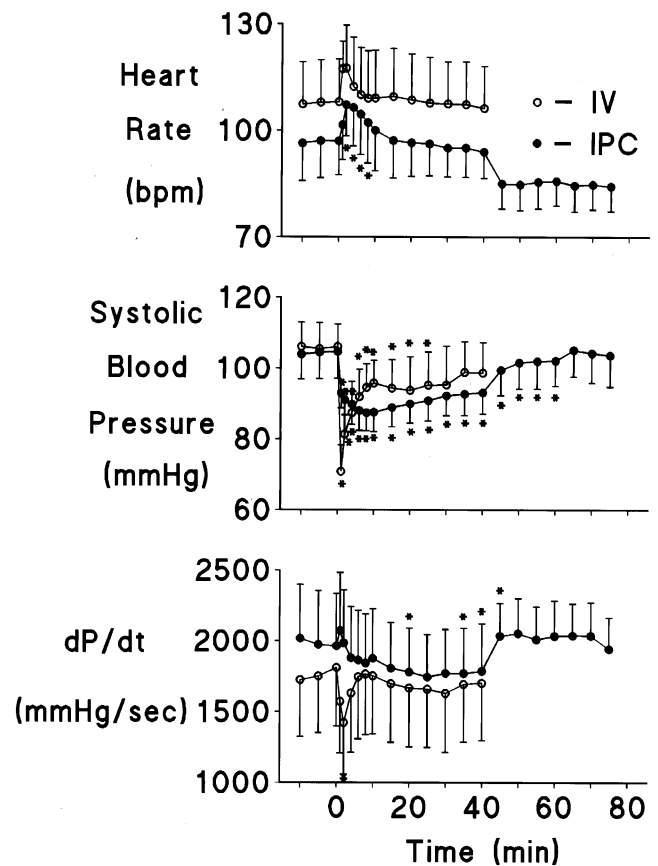 130
Heart
Rate
(bpm)
100
70
o – IV
● – IPC
120
Systolic
Blood
Pressure
(mmHg)
100
80
60
2500
dP/dt
(mmHg/sec)
2000
1500
1000
0 20 40 60 80
Time (min)